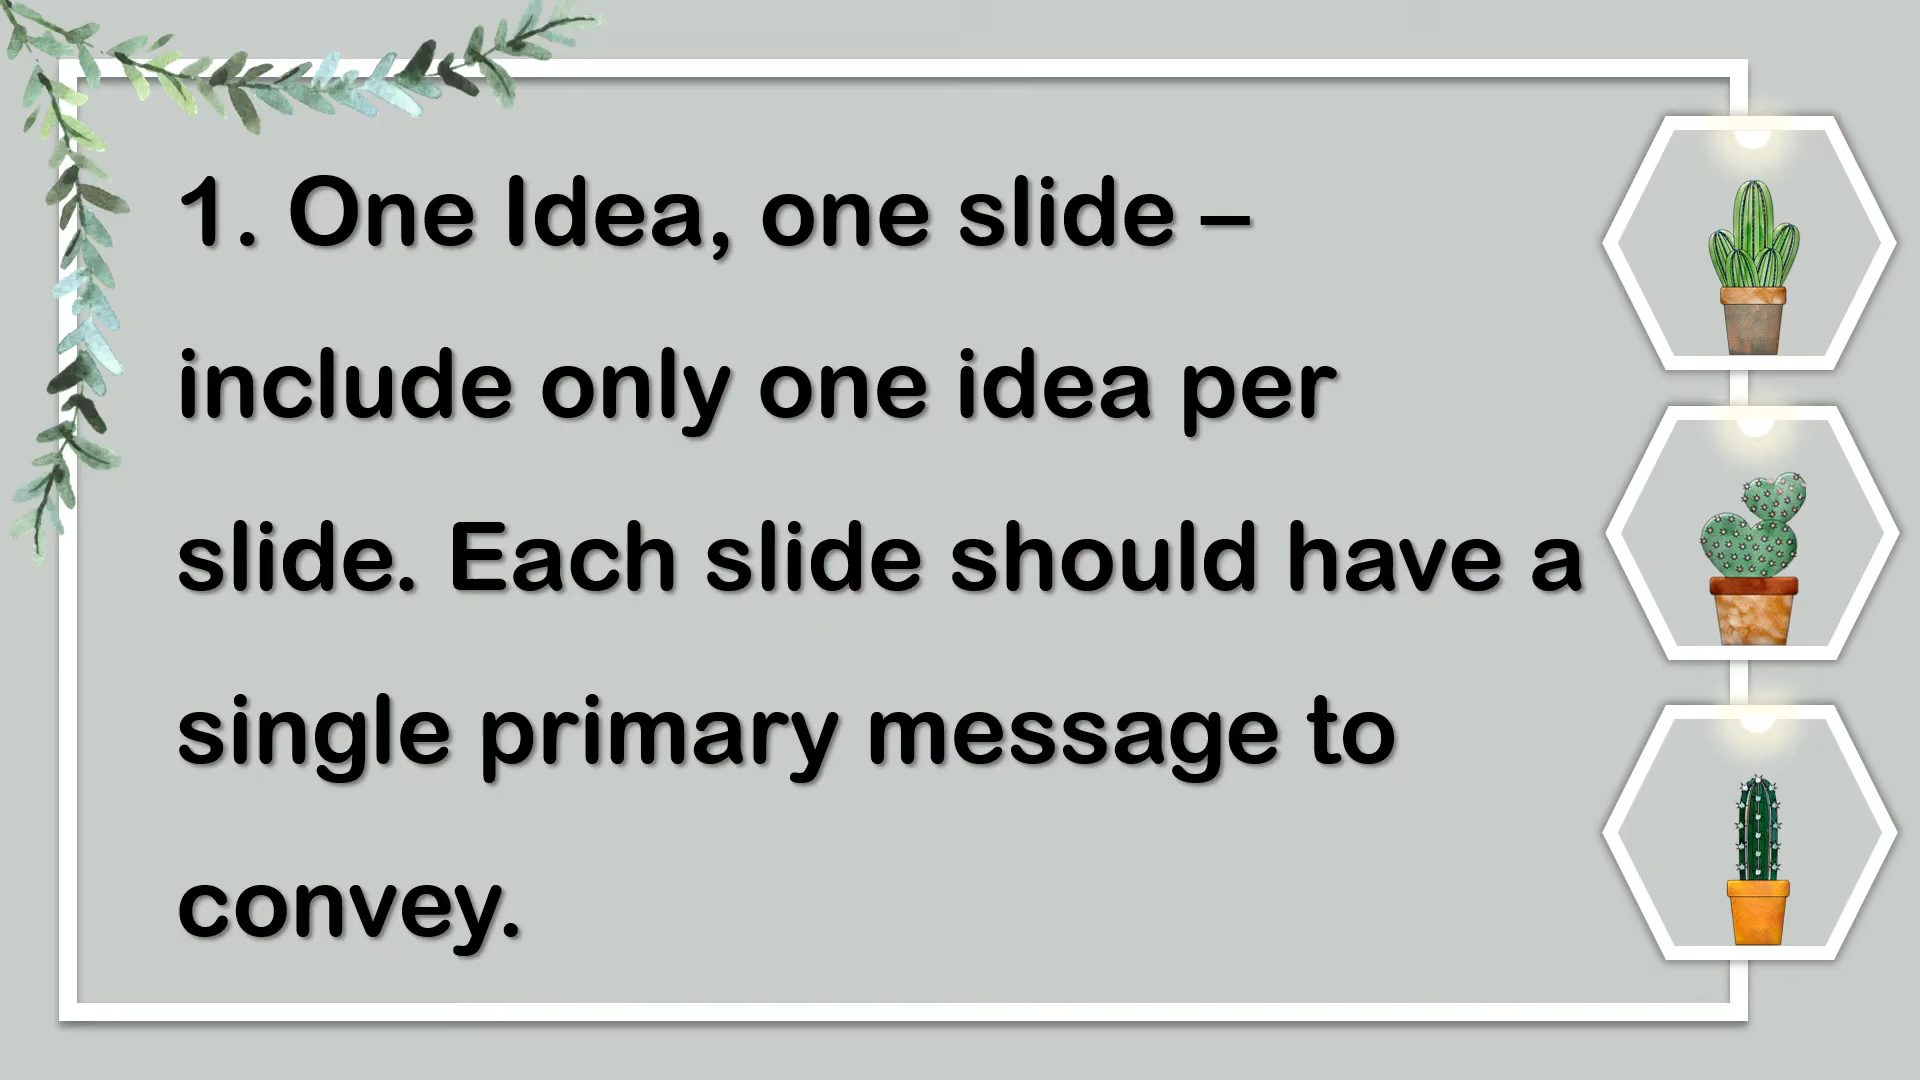 1. One Idea, one slide –
include only one idea per
slide. Each slide should have a
single primary message to
convey.